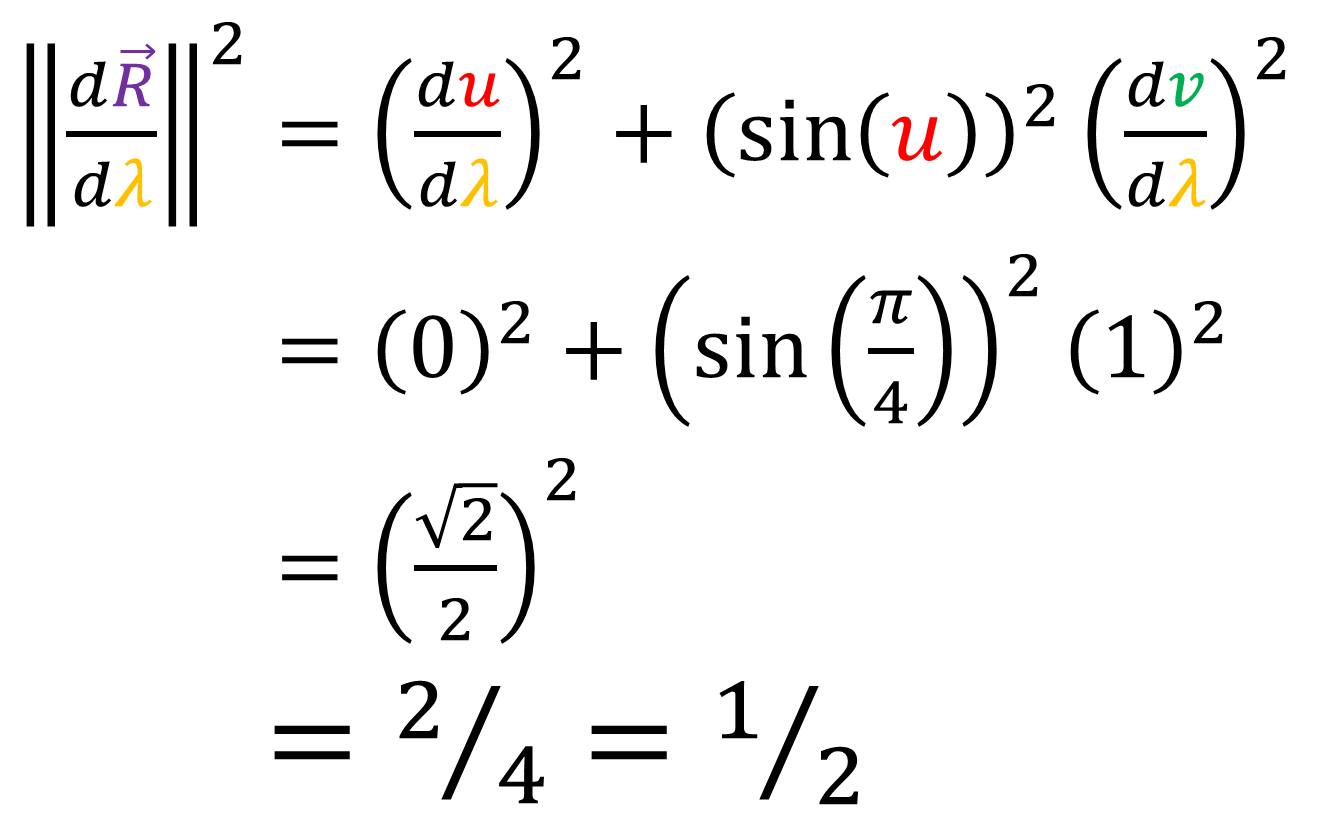 ‖dR⃗/dλ‖² = (du/dλ)² + (sin(u))² (dv/dλ)²
= (0)² + (sin(π/4))² (1)²
= (√2/2)²
= 2/4 = 1/2